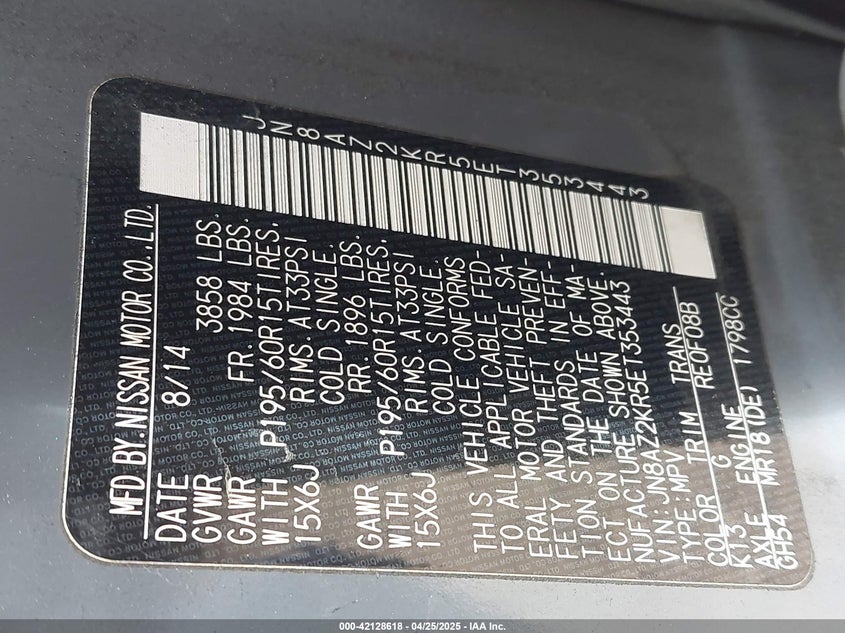 JN8AZ2KR5ET353443
MFD BY.NISSAN MOTOR CO.,LTD.
DATE 8/14
GVWR 3858 LBS.
GAWR FR.1984 LBS.
WITH P195/60R15TIRES.
15X6J RIMS.AT33PSI
COLD SINGLE.
GAWR RR.1896 LBS.
WITH P195/60R15TIRES.
15X6J RIMS.AT33PSI
COLD SINGLE.
THIS VEHICLE CONFORMS
TO ALL APPLICABLE FED-
ERAL MOTOR VEHICLE SA-
FETY AND THEFT PREVEN-
TION STANDARDS IN EFF-
ECT ON THE DATE OF MA-
NUFACTURE SHOWN ABOVE.
VIN:JN8AZ2KR5ET353443
TYPE:MPV
COLOR TRIM TRANS
K13 G RE0F08B
AXLE ENGINE
GH54 MR18(DE) 1798CC
000-42128618 - 04/25/2025 - IAA Inc.